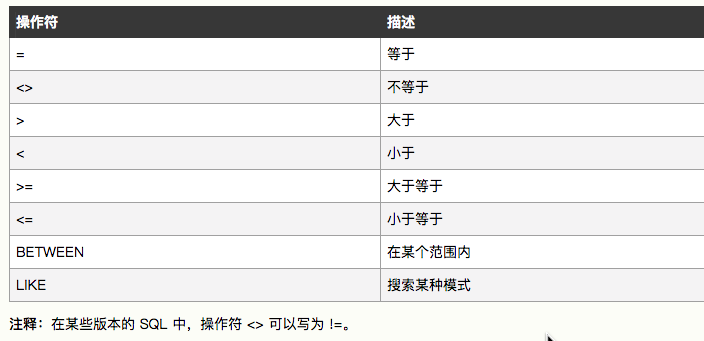 操作符 描述
= 等于
<> 不等于
> 大于
< 小于
>= 大于等于
<= 小于等于
BETWEEN 在某个范围内
LIKE 搜索某种模式
注释：在某些版本的 SQL 中，操作符 <> 可以写为 !=。